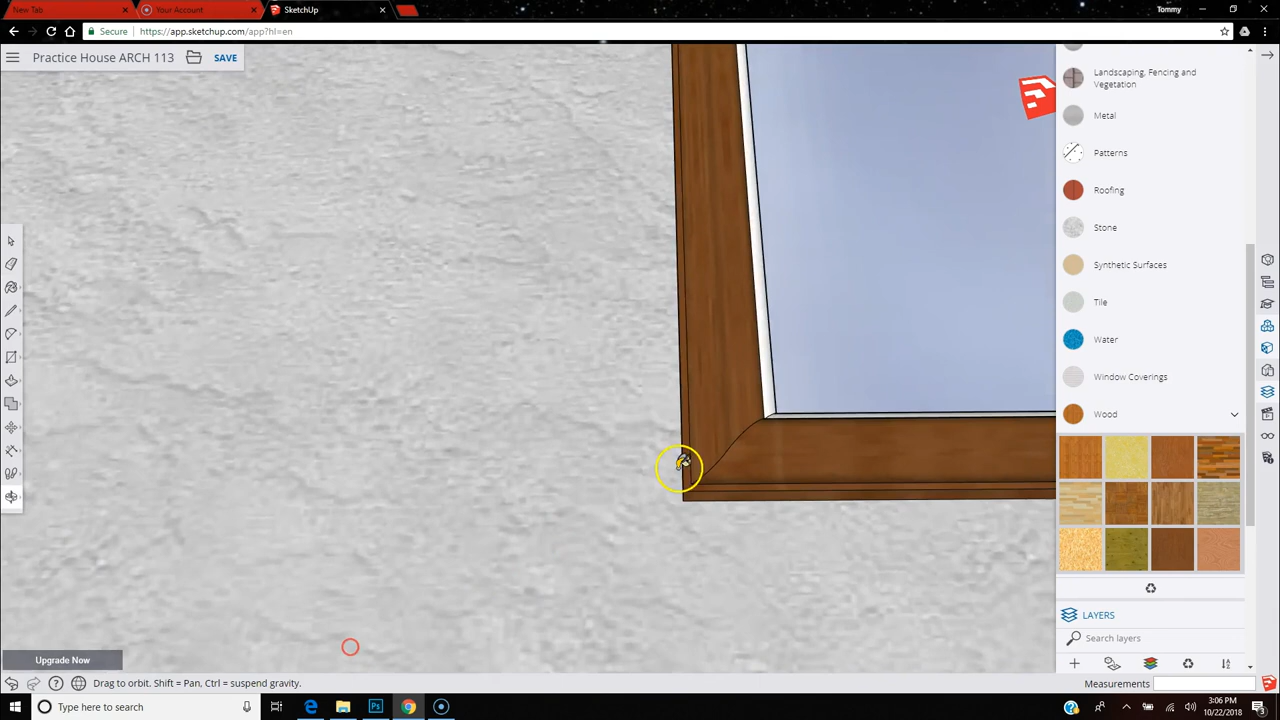 New Tab
Your Account
SketchUp
Tommy
Secure
https://app.sketchup.com/app?hl=en
Practice House ARCH 113
SAVE
Landscaping, Fencing and
Vegetation
Metal
Patterns
Roofing
Stone
Synthetic Surfaces
Tile
Water
Window Coverings
Wood
LAYERS
Search layers
Upgrade Now
Drag to orbit. Shift = Pan, Ctrl = suspend gravity.
Measurements
Type here to search
3:06 PM
10/22/2018